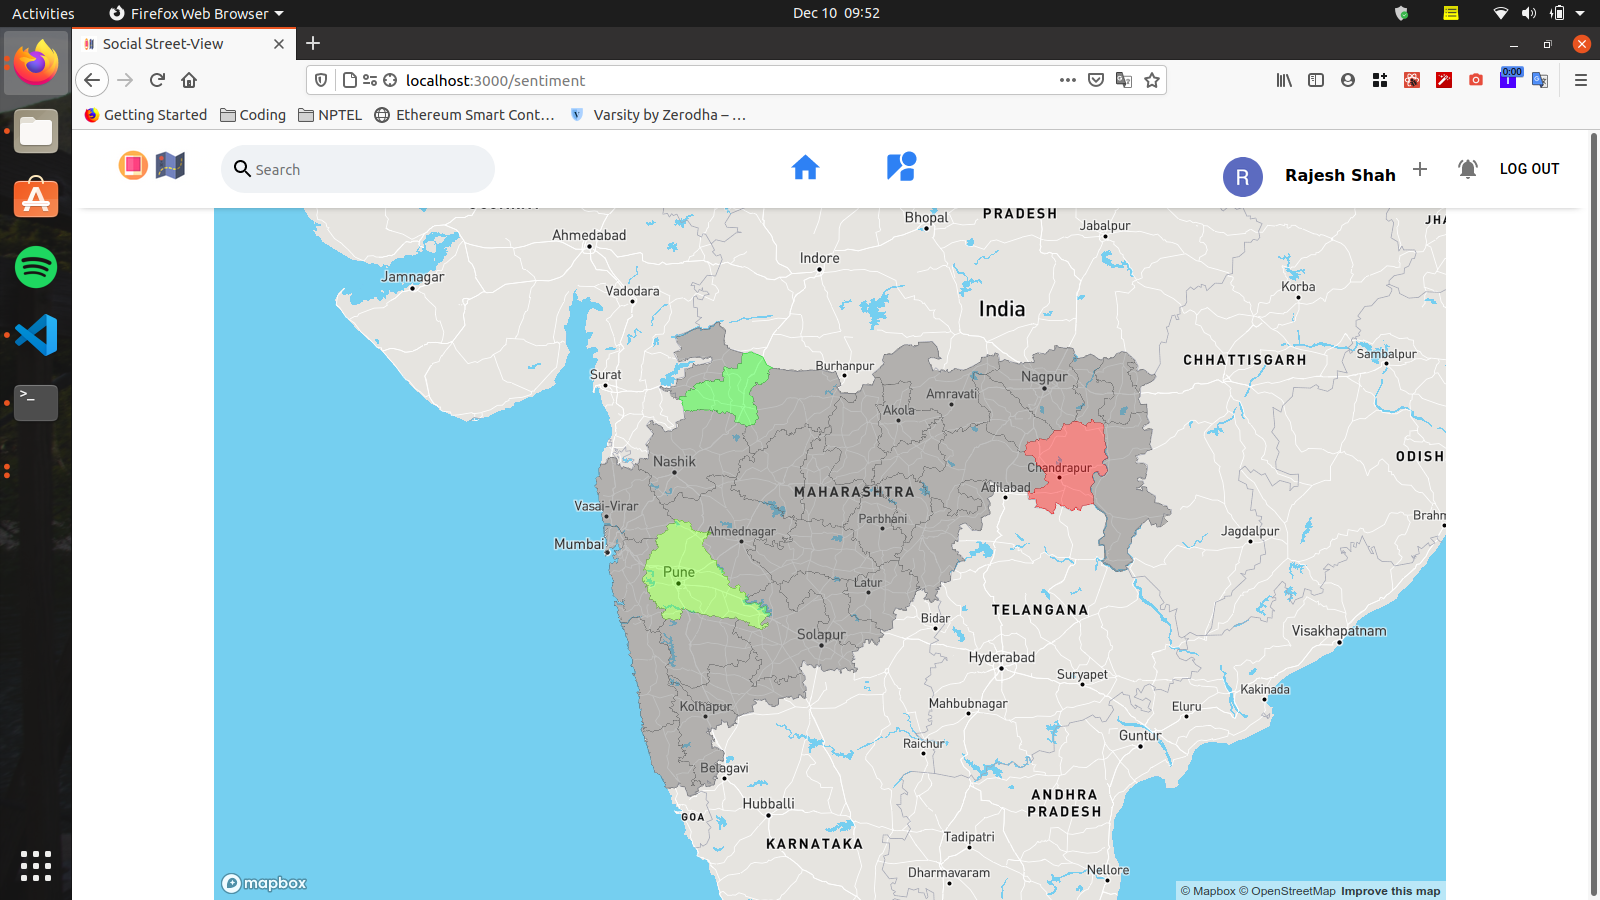 Activities
Firefox Web Browser
Dec 10 09:52
Social Street-View
localhost:3000/sentiment
0:00
Getting Started
Coding
NPTEL
Ethereum Smart Cont…
Varsity by Zerodha – …
Search
R
Rajesh Shah
LOG OUT
Bhopal
PRADESH
Jabalpur
JHA
Ahmedabad
Indore
Jamnagar
Vadodara
Korba
India
Surat
Burhanpur
CHHATTISGARH
Sambalpur
Nagpur
Amravati
Akola
Nashik
Chandrapur
ODISH
MAHARASHTRA
Adilabad
Vasai-Virar
Parbhani
Brahm
Ahmednagar
Jagdalpur
Mumbai
Pune
Latur
TELANGANA
Bidar
Solapur
Visakhapatnam
Hyderabad
Suryapet
Kakinada
Kolhapur
Mahbubnagar
Eluru
Raichur
Guntur
Belagavi
Hubballi
ANDHRA
PRADESH
GOA
Tadipatri
KARNATAKA
Dharmavaram
Nellore
mapbox
© Mapbox © OpenStreetMap Improve this map